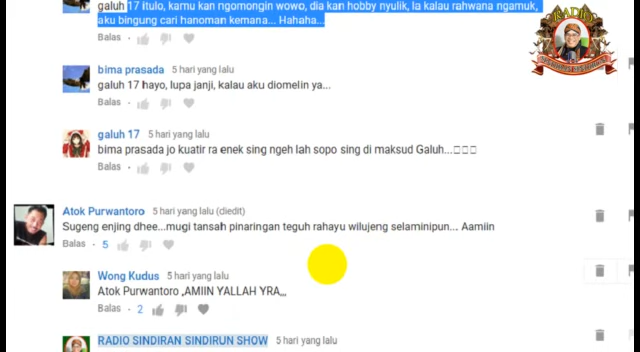 galuh 17 itulo, kamu kan ngomongin wowo, dia kan hobby nyulik, la kalau rahwana ngamuk,
aku bingung cari hanoman kemana... Hahaha...
Balas
RADIO
bima prasada 5 hari yang lalu
galuh 17 hayo, lupa janji, kalau aku diomelin ya...
Balas
galuh 17 5 hari yang lalu
bima prasada jo kuatir ra enek sing ngeh lah sopo sing di maksud Galuh...□□□
Balas
Atok Purwantoro 5 hari yang lalu (diedit)
Sugeng enjing dhee...mugi tansah pinaringan teguh rahayu wilujeng selaminipun... Aamiin
Balas 5
Wong Kudus 5 hari yang lalu
Atok Purwantoro ,AMIIN YALLAH YRA,,,
Balas 2
RADIO SINDIRAN SINDIRUN SHOW 5 hari yang lalu